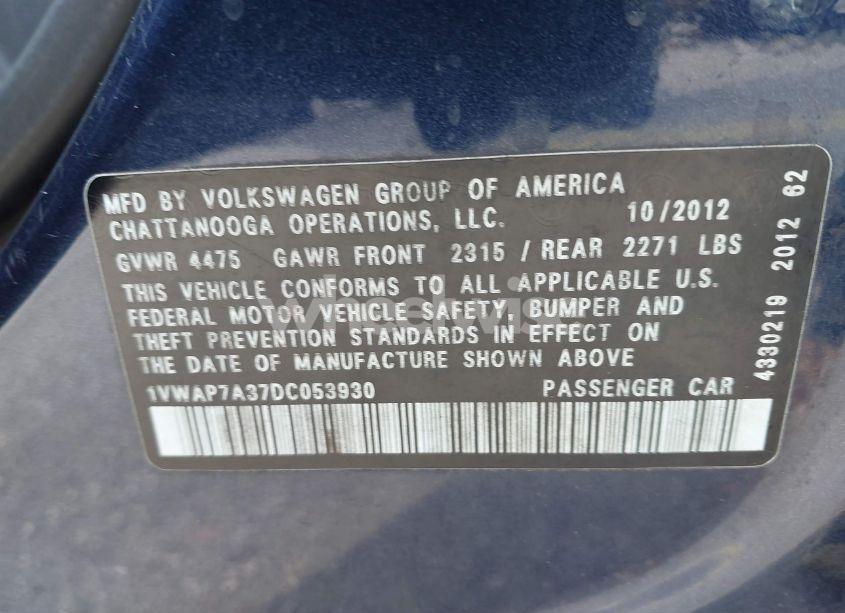 MFD BY VOLKSWAGEN GROUP OF AMERICA
CHATTANOOGA OPERATIONS, LLC. 10/2012
GVWR 4475 GAWR FRONT 2315 / REAR 2271 LBS
THIS VEHICLE CONFORMS TO ALL APPLICABLE U.S.
FEDERAL MOTOR VEHICLE SAFETY, BUMPER AND
THEFT PREVENTION STANDARDS IN EFFECT ON
THE DATE OF MANUFACTURE SHOWN ABOVE
1VWAP7A37DC053930 PASSENGER CAR
4330219 2012 62